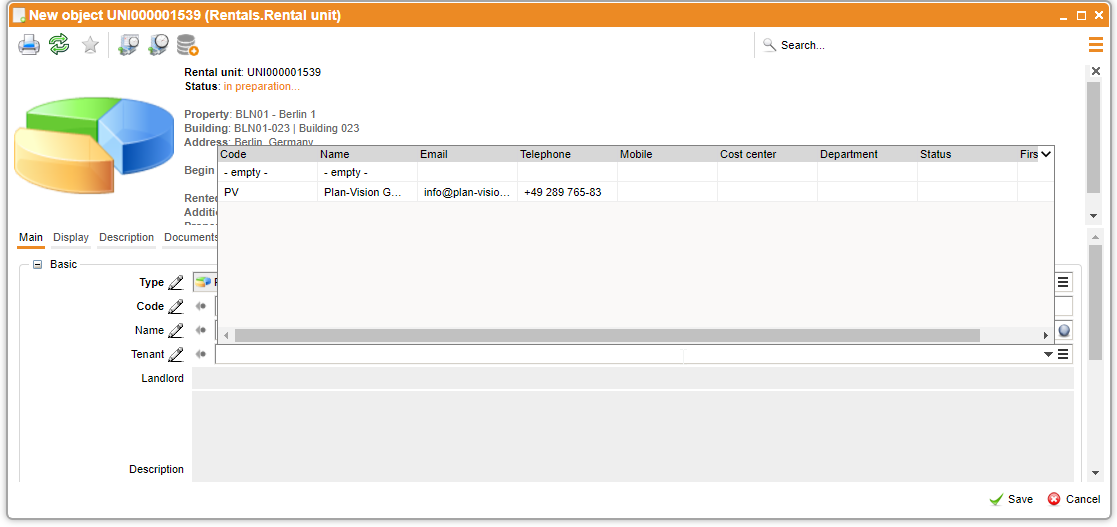 New object UNI000001539 (Rentals.Rental unit)
Search...
Rental unit: UNI000001539
Status: in preparation...
Property: BLN01 - Berlin 1
Building: BLN01-023 | Building 023
Address: Berlin, Germany
Begin
Rented
Additi
Code Name Email Telephone Mobile Cost center Department Status Firs
- empty - - empty -
PV Plan-Vision G... info@plan-visio... +49 289 765-83
Main Display Description Documents
Basic
Type
Code
Name
Tenant
Landlord
Description
Save Cancel